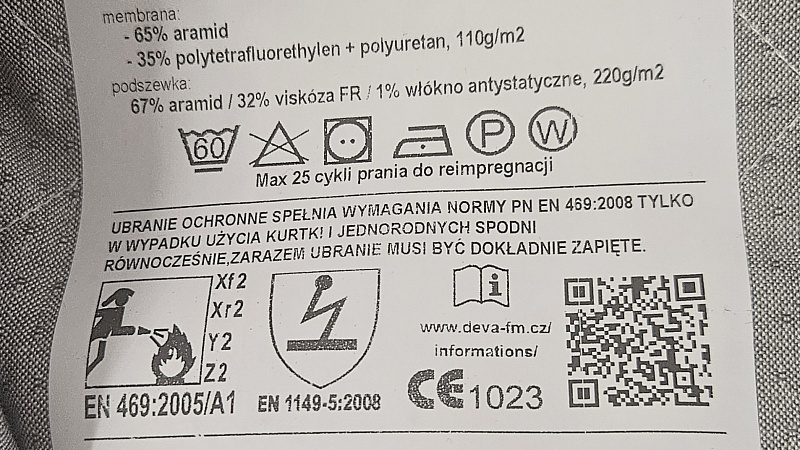 membrana:
- 65% aramid
- 35% polytetrafluorethylen + polyuretan, 110g/m2
podszewka:
67% aramid / 32% viskóza FR / 1% włókno antystatyczne, 220g/m2
60 P W
Max 25 cykli prania do reimpregnacji
UBRANIE OCHRONNE SPEŁNIA WYMAGANIA NORMY PN EN 469:2008 TYLKO
W WYPADKU UŻYCIA KURTKI I JEDNORODNYCH SPODNI
RÓWNOCZEŚNIE,ZARAZEM UBRANIE MUSI BYĆ DOKŁADNIE ZAPIĘTE.
Xf2
Xr2
Y2
Z2
EN 469:2005/A1
EN 1149-5:2008
i
www.deva-fm.cz/
informations/
CE 1023